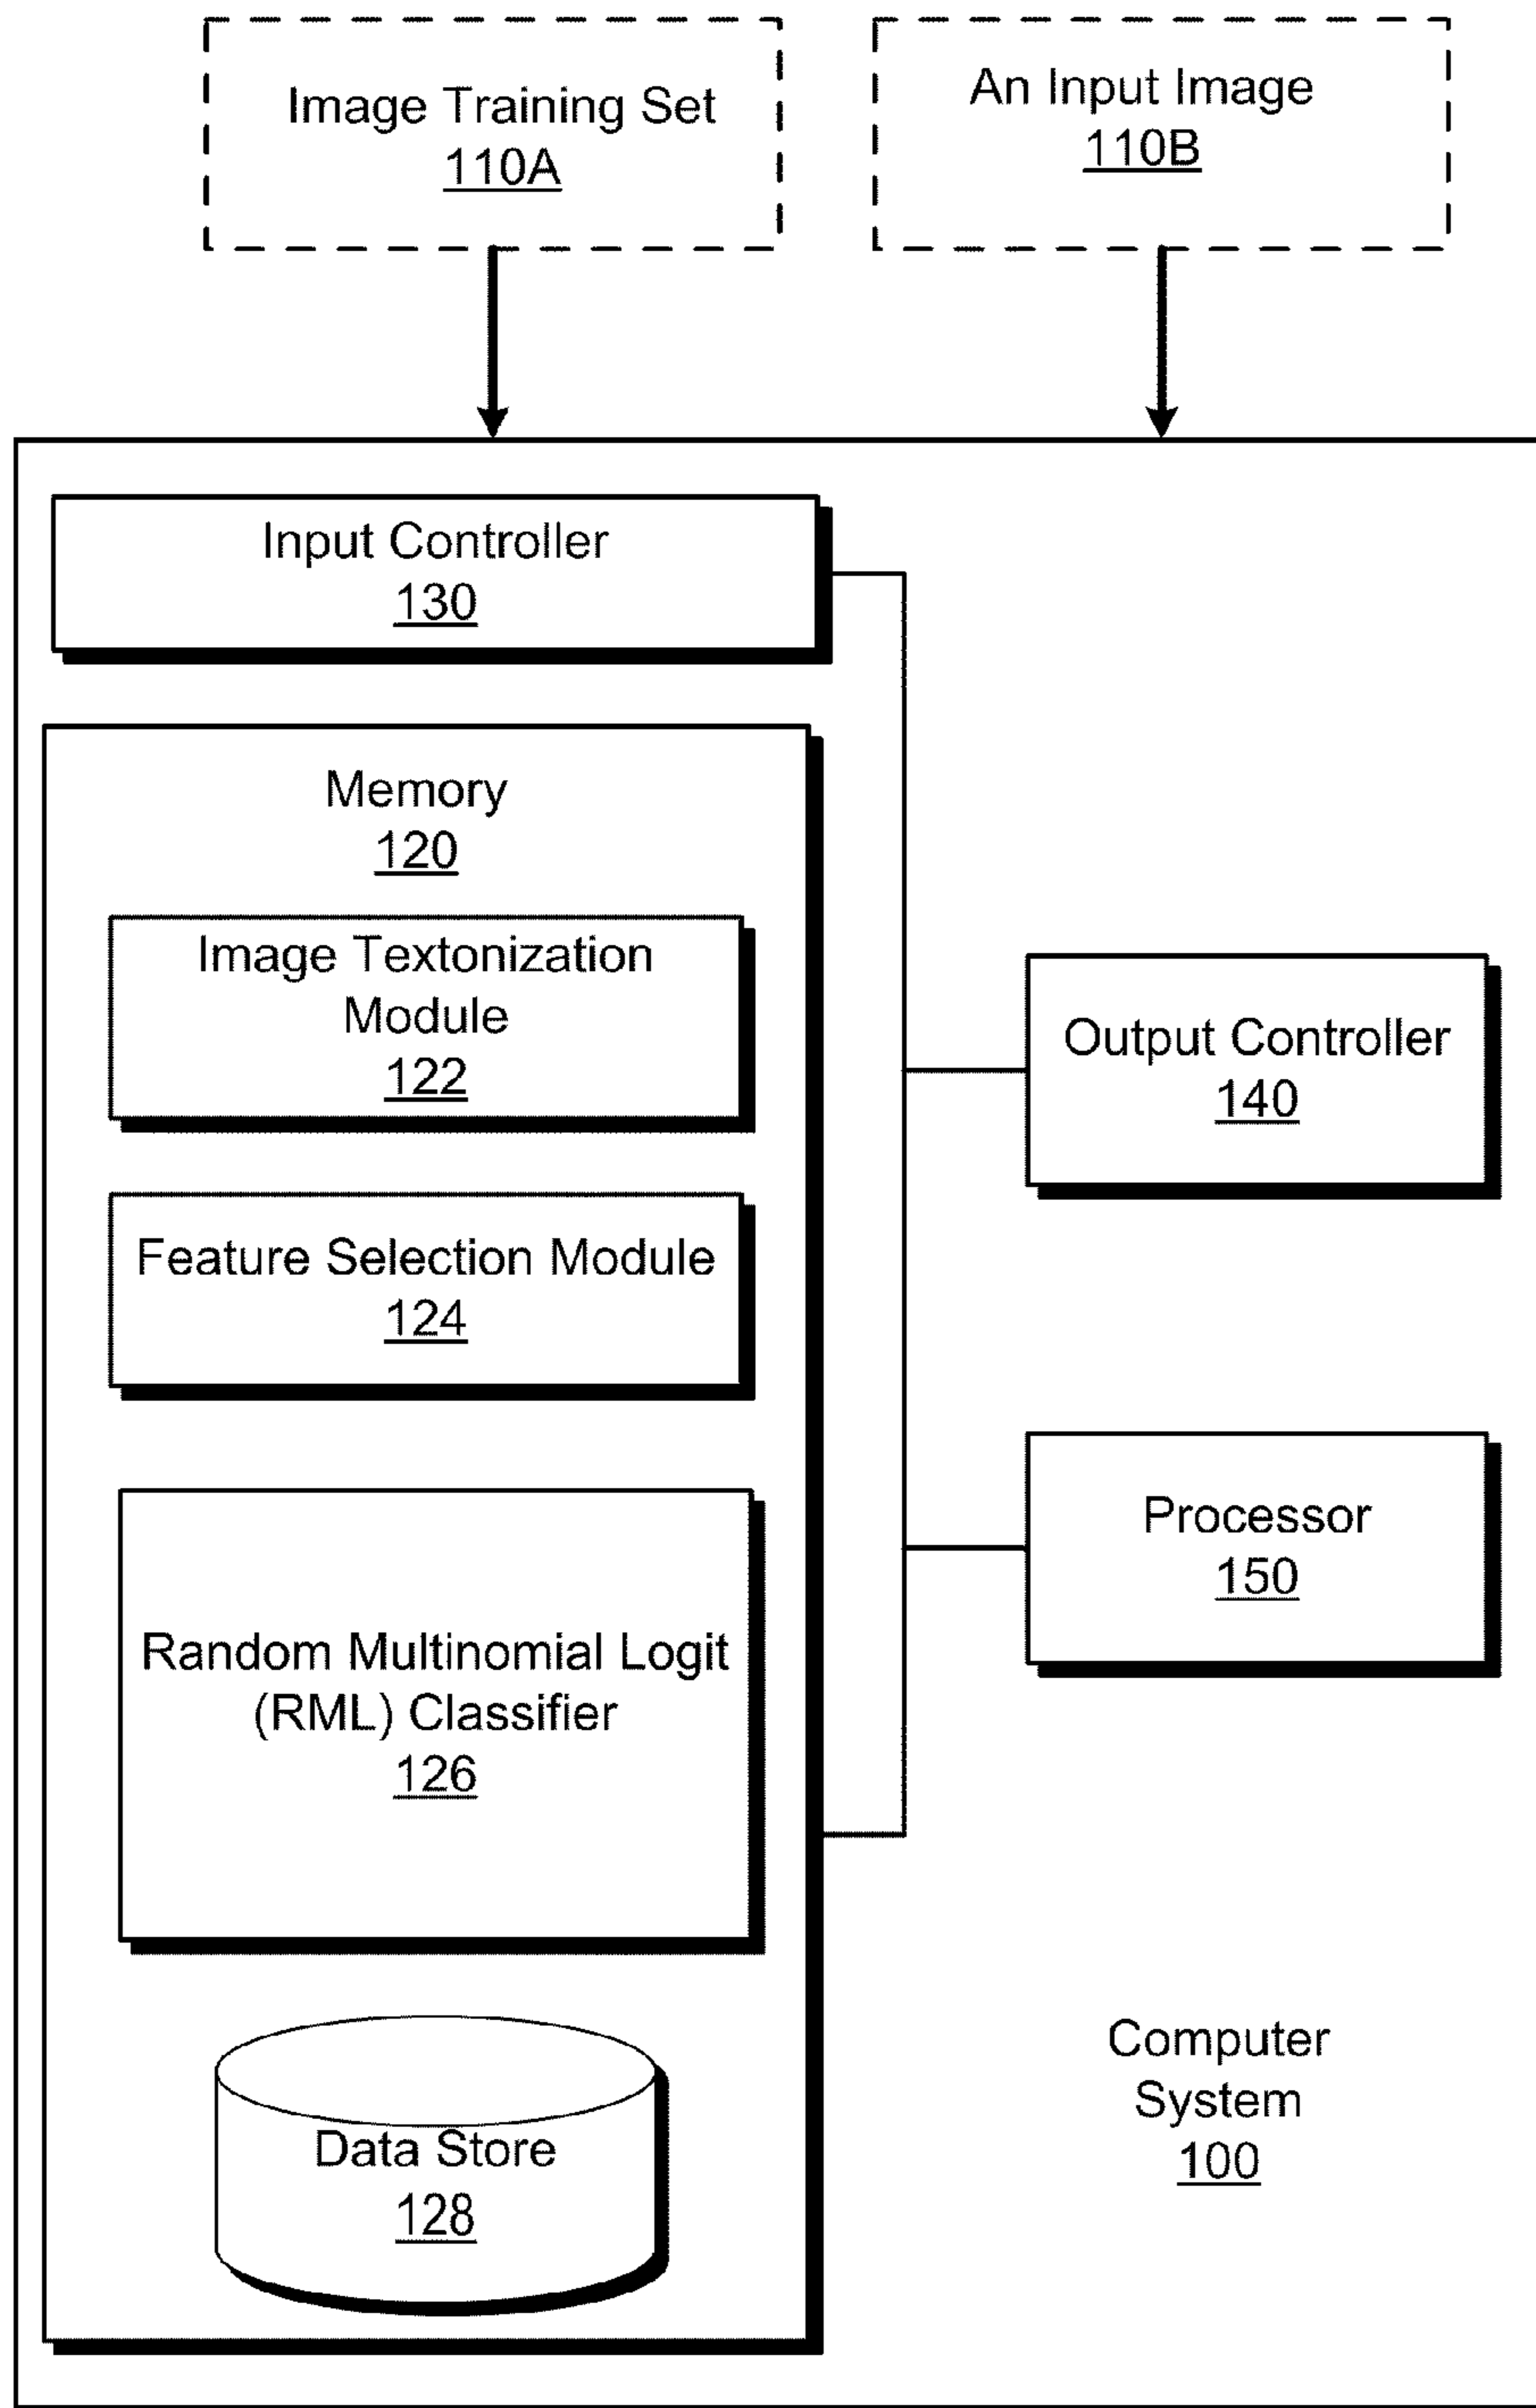 Image Training Set
110A
An Input Image
110B
Input Controller
130
Memory
120
Image Textonization
Module
122
Feature Selection Module
124
Random Multinomial Logit
(RML) Classifier
126
Data Store
128
Output Controller
140
Processor
150
Computer
System
100